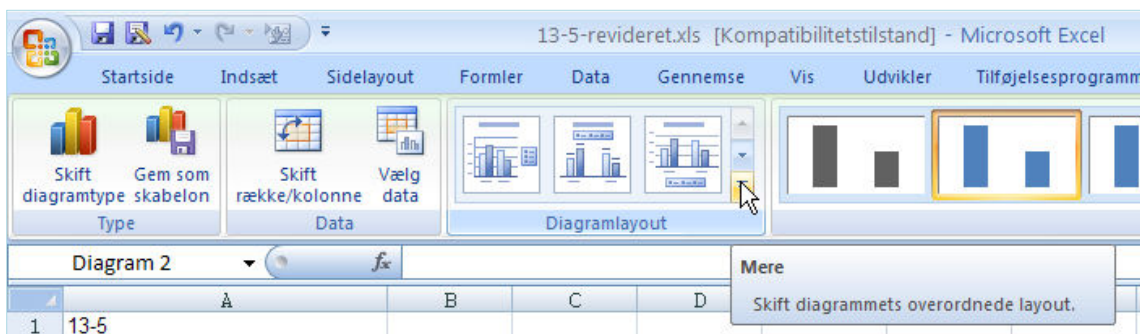 13-5-revideret.xls [Kompatibilitetstilstand] - Microsoft Excel
Startside Indsæt Sidelayout Formler Data Gennemse Vis Udvikler Tilføjelsesprogramm
Skift diagramtype
Gem som skabelon
Skift række/kolonne
Vælg data
Type Data Diagramlayout
Diagram 2 fx
Mere
Skift diagrammets overordnede layout.
A B C D
1 13-5